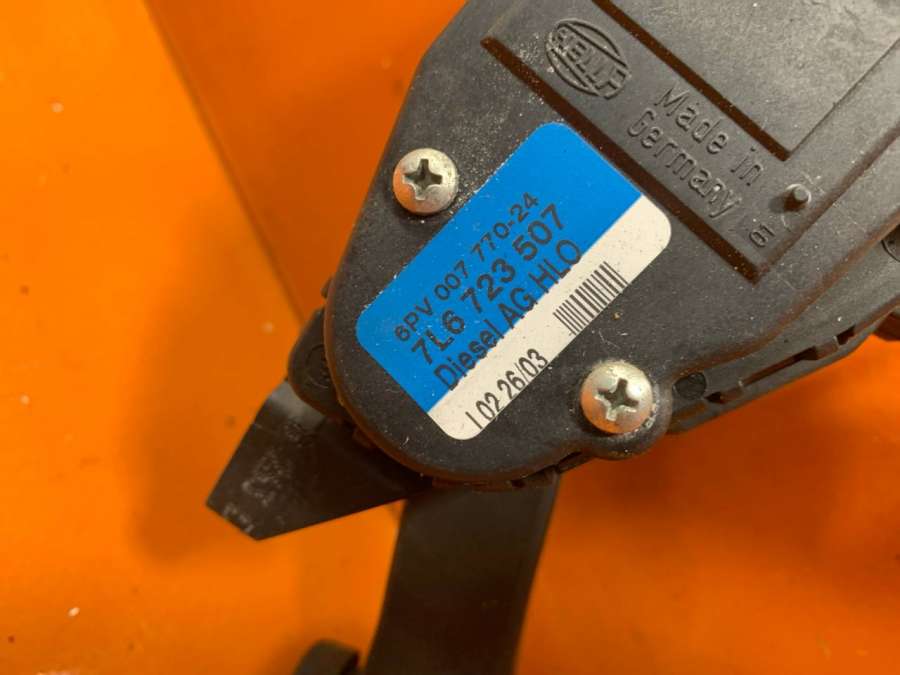 HELLA
Made in
Germany
6PV 007 770-24
7L6 723 507
Diesel AG HLO
I 02 26/03